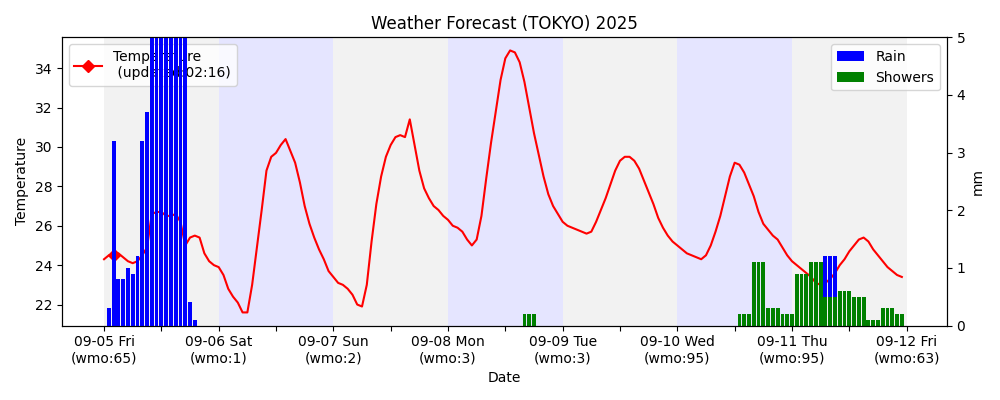 Weather Forecast (TOKYO) 2025
Temperature
(updated 02:16)
Rain
Showers
Temperature
34
32
30
28
26
24
22
5
4
3
2
1
0
mm
09-05 Fri
(wmo:65)
09-06 Sat
(wmo:1)
09-07 Sun
(wmo:2)
09-08 Mon
(wmo:3)
09-09 Tue
(wmo:3)
09-10 Wed
(wmo:95)
09-11 Thu
(wmo:95)
09-12 Fri
(wmo:63)
Date